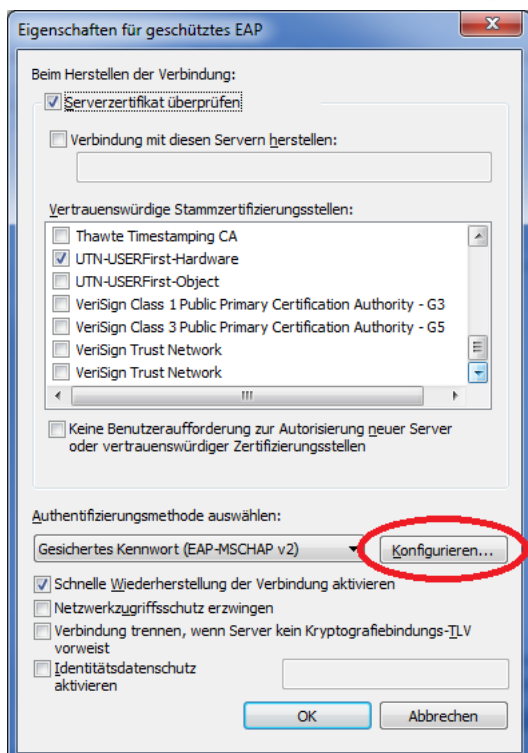 Eigenschaften für geschütztes EAP
Beim Herstellen der Verbindung:
Serverzertifikat überprüfen
Verbindung mit diesen Servern herstellen:
Vertrauenswürdige Stammzertifizierungsstellen:
Thawte Timestamping CA
UTN-USERFirst-Hardware
UTN-USERFirst-Object
VeriSign Class 1 Public Primary Certification Authority - G3
VeriSign Class 3 Public Primary Certification Authority - G5
VeriSign Trust Network
VeriSign Trust Network
Keine Benutzeraufforderung zur Autorisierung neuer Server
oder vertrauenswürdiger Zertifizierungsstellen
Authentifizierungsmethode auswählen:
Gesichertes Kennwort (EAP-MSCHAP v2) Konfigurieren...
Schnelle Wiederherstellung der Verbindung aktivieren
Netzwerkzugriffsschutz erzwingen
Verbindung trennen, wenn Server kein Kryptografiebindungs-TLV
vorweist
Identitätsdatenschutz
aktivieren
OK Abbrechen